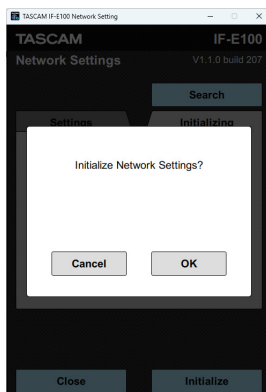 TASCAM IF-E100 Network Setting
TASCAM IF-E100
Network Settings V1.1.0 build 207
Search
Settings Initializing
Initialize Network Settings?
Cancel OK
Close Initialize